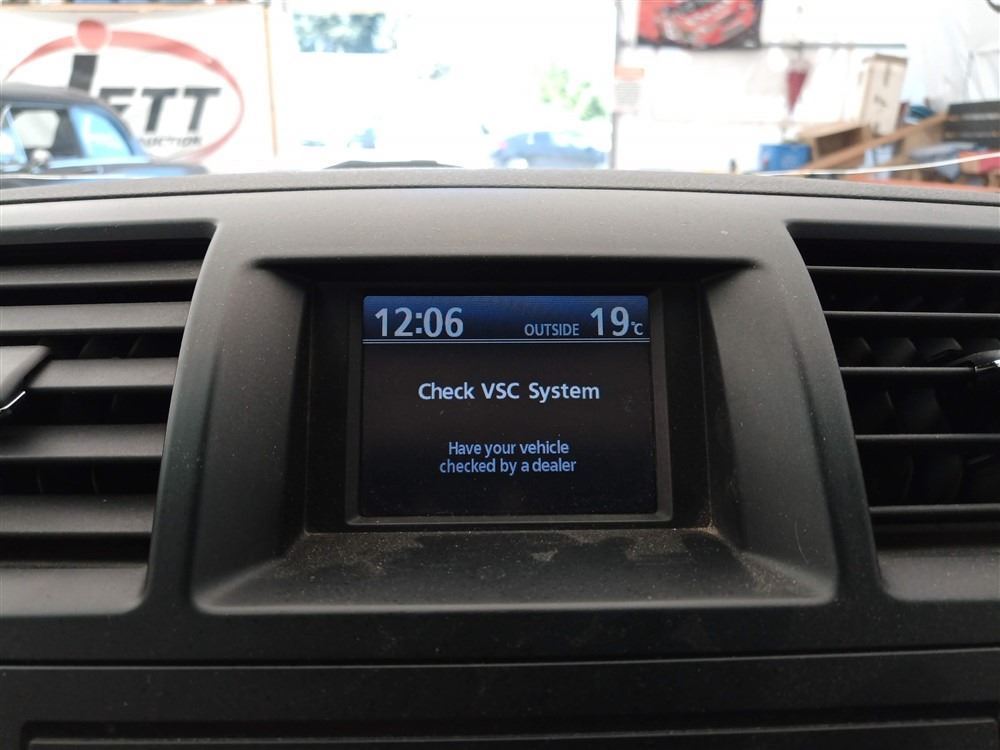 ETT
12:06 OUTSIDE 19°C
Check VSC System
Have your vehicle
checked by a dealer